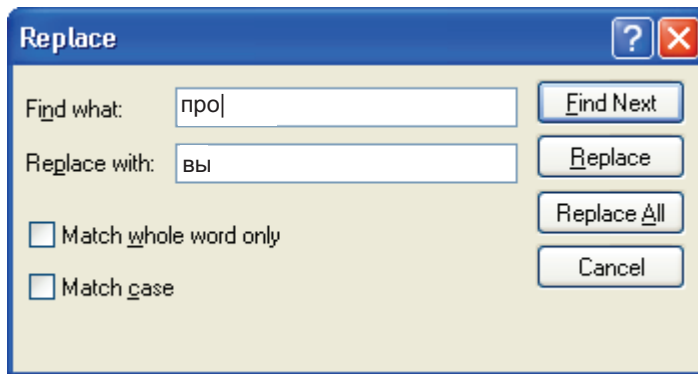 Replace
Find what: про
Find Next
Replace with: вы
Replace
Match whole word only
Replace All
Match case
Cancel